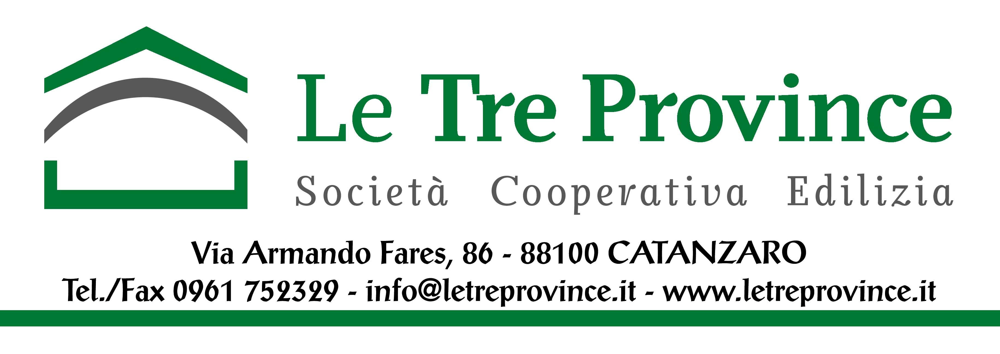 Le Tre Province
Società Cooperativa Edilizia
Via Armando Fares, 86 - 88100 CATANZARO
Tel./Fax 0961 752329 - info@letreprovince.it - www.letreprovince.it